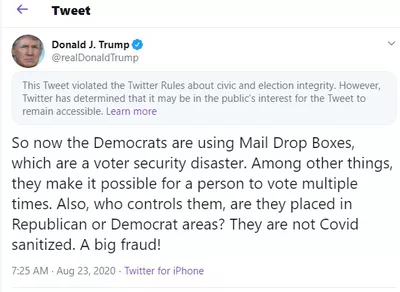 Tweet
Donald J. Trump
@realDonaldTrump
This Tweet violated the Twitter Rules about civic and election integrity. However,
Twitter has determined that it may be in the public's interest for the Tweet to
remain accessible. Learn more
So now the Democrats are using Mail Drop Boxes,
which are a voter security disaster. Among other things,
they make it possible for a person to vote multiple
times. Also, who controls them, are they placed in
Republican or Democrat areas? They are not Covid
sanitized. A big fraud!
7:25 AM · Aug 23, 2020 · Twitter for iPhone